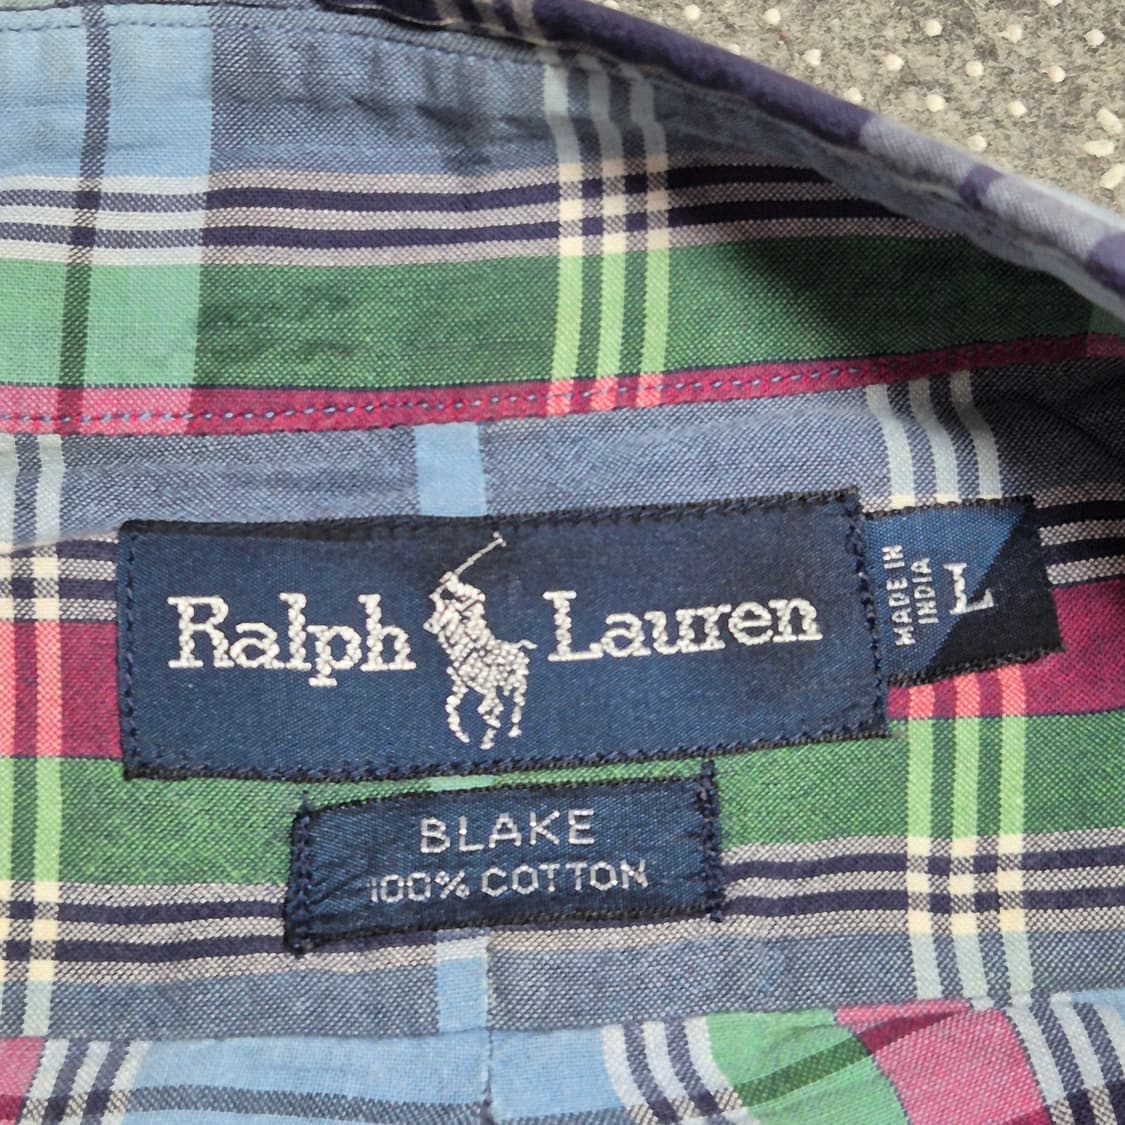 Ralph Lauren
MADE IN
INDIA
L
BLAKE
100% COTTON